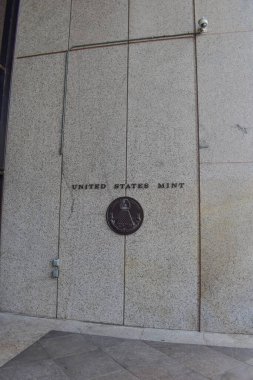 UNITED STATES MINT